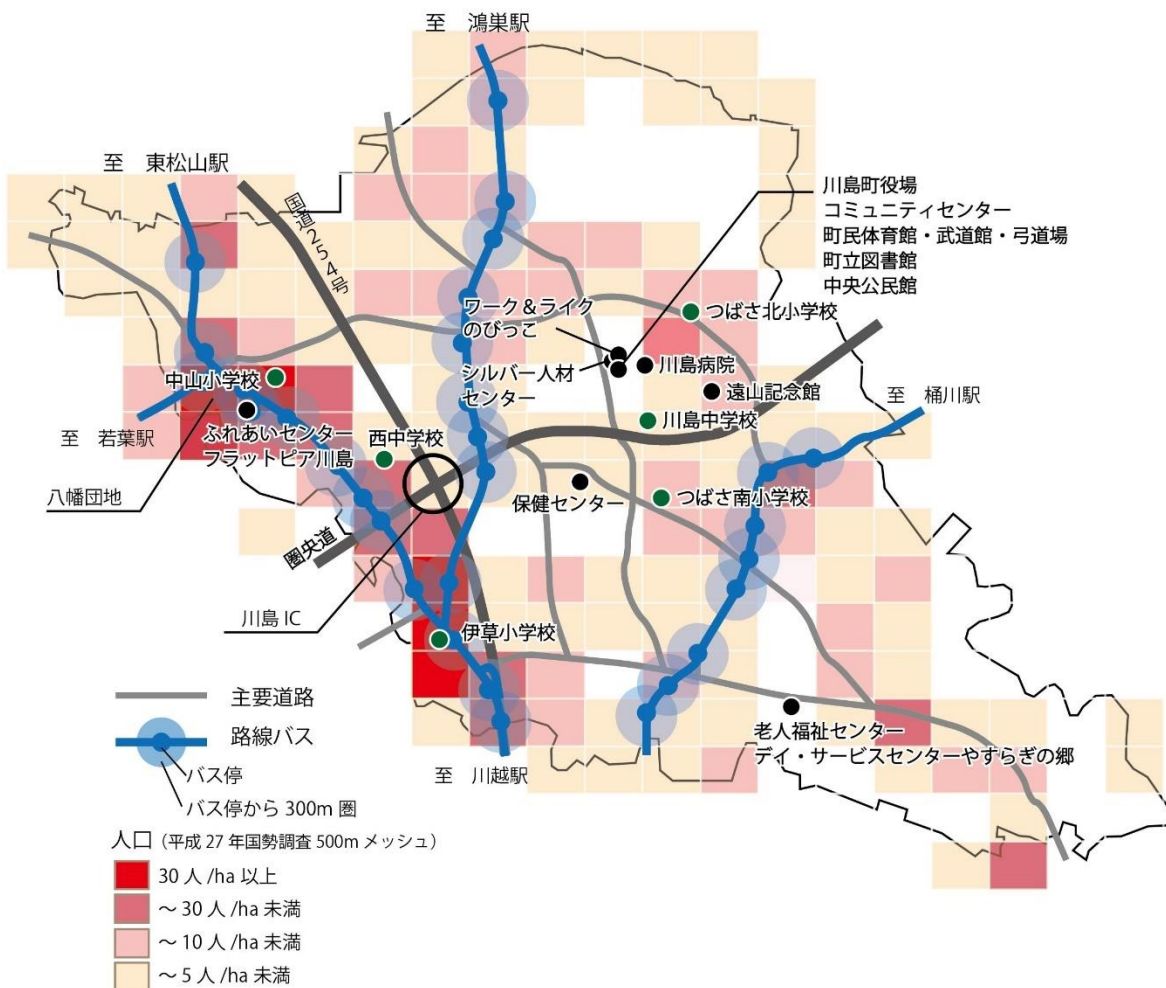 至 鴻巣駅
至 東松山駅
国道254号
川島町役場
コミュニティセンター
町民体育館・武道館・弓道場
町立図書館
中央公民館
ワーク＆ライク
のびっこ
つばさ北小学校
シルバー人材
センター
川島病院
遠山記念館
中山小学校
川島中学校
至 桶川駅
至 若葉駅
ふれあいセンター
フラットピア川島
西中学校
八幡団地
保健センター
つばさ南小学校
圏央道
川島 IC
伊草小学校
主要道路
路線バス
バス停
バス停から 300m 圏
至 川越駅
老人福祉センター
デイ・サービスセンターやすらぎの郷
人口（平成 27 年国勢調査 500m メッシュ）
30 人 /ha 以上
～ 30 人 /ha 未満
～ 10 人 /ha 未満
～ 5 人 /ha 未満